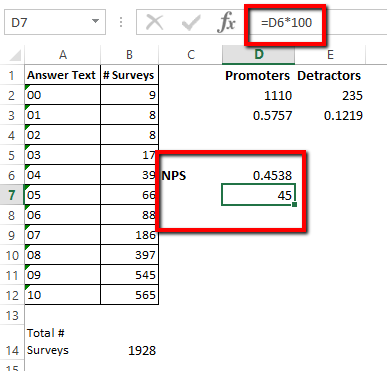 D7 =D6*100
A B C D E
1 Answer Text # Surveys Promoters Detractors
2 00 9 1110 235
3 01 8 0.5757 0.1219
4 02 8
5 03 17
6 04 39 NPS 0.4538
7 05 66 45
8 06 88
9 07 186
10 08 397
11 09 545
12 10 565
13
Total #
14 Surveys 1928
15